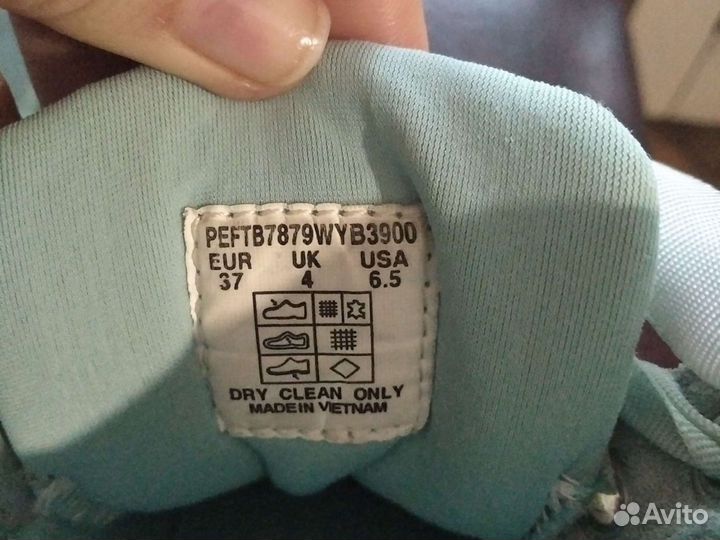 PEFTB7879WYB3900
EUR UK USA
37 4 6.5
DRY CLEAN ONLY
MADE IN VIETNAM
Avito